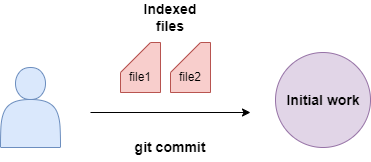 Indexed
files
file1
file2
Initial work
git commit